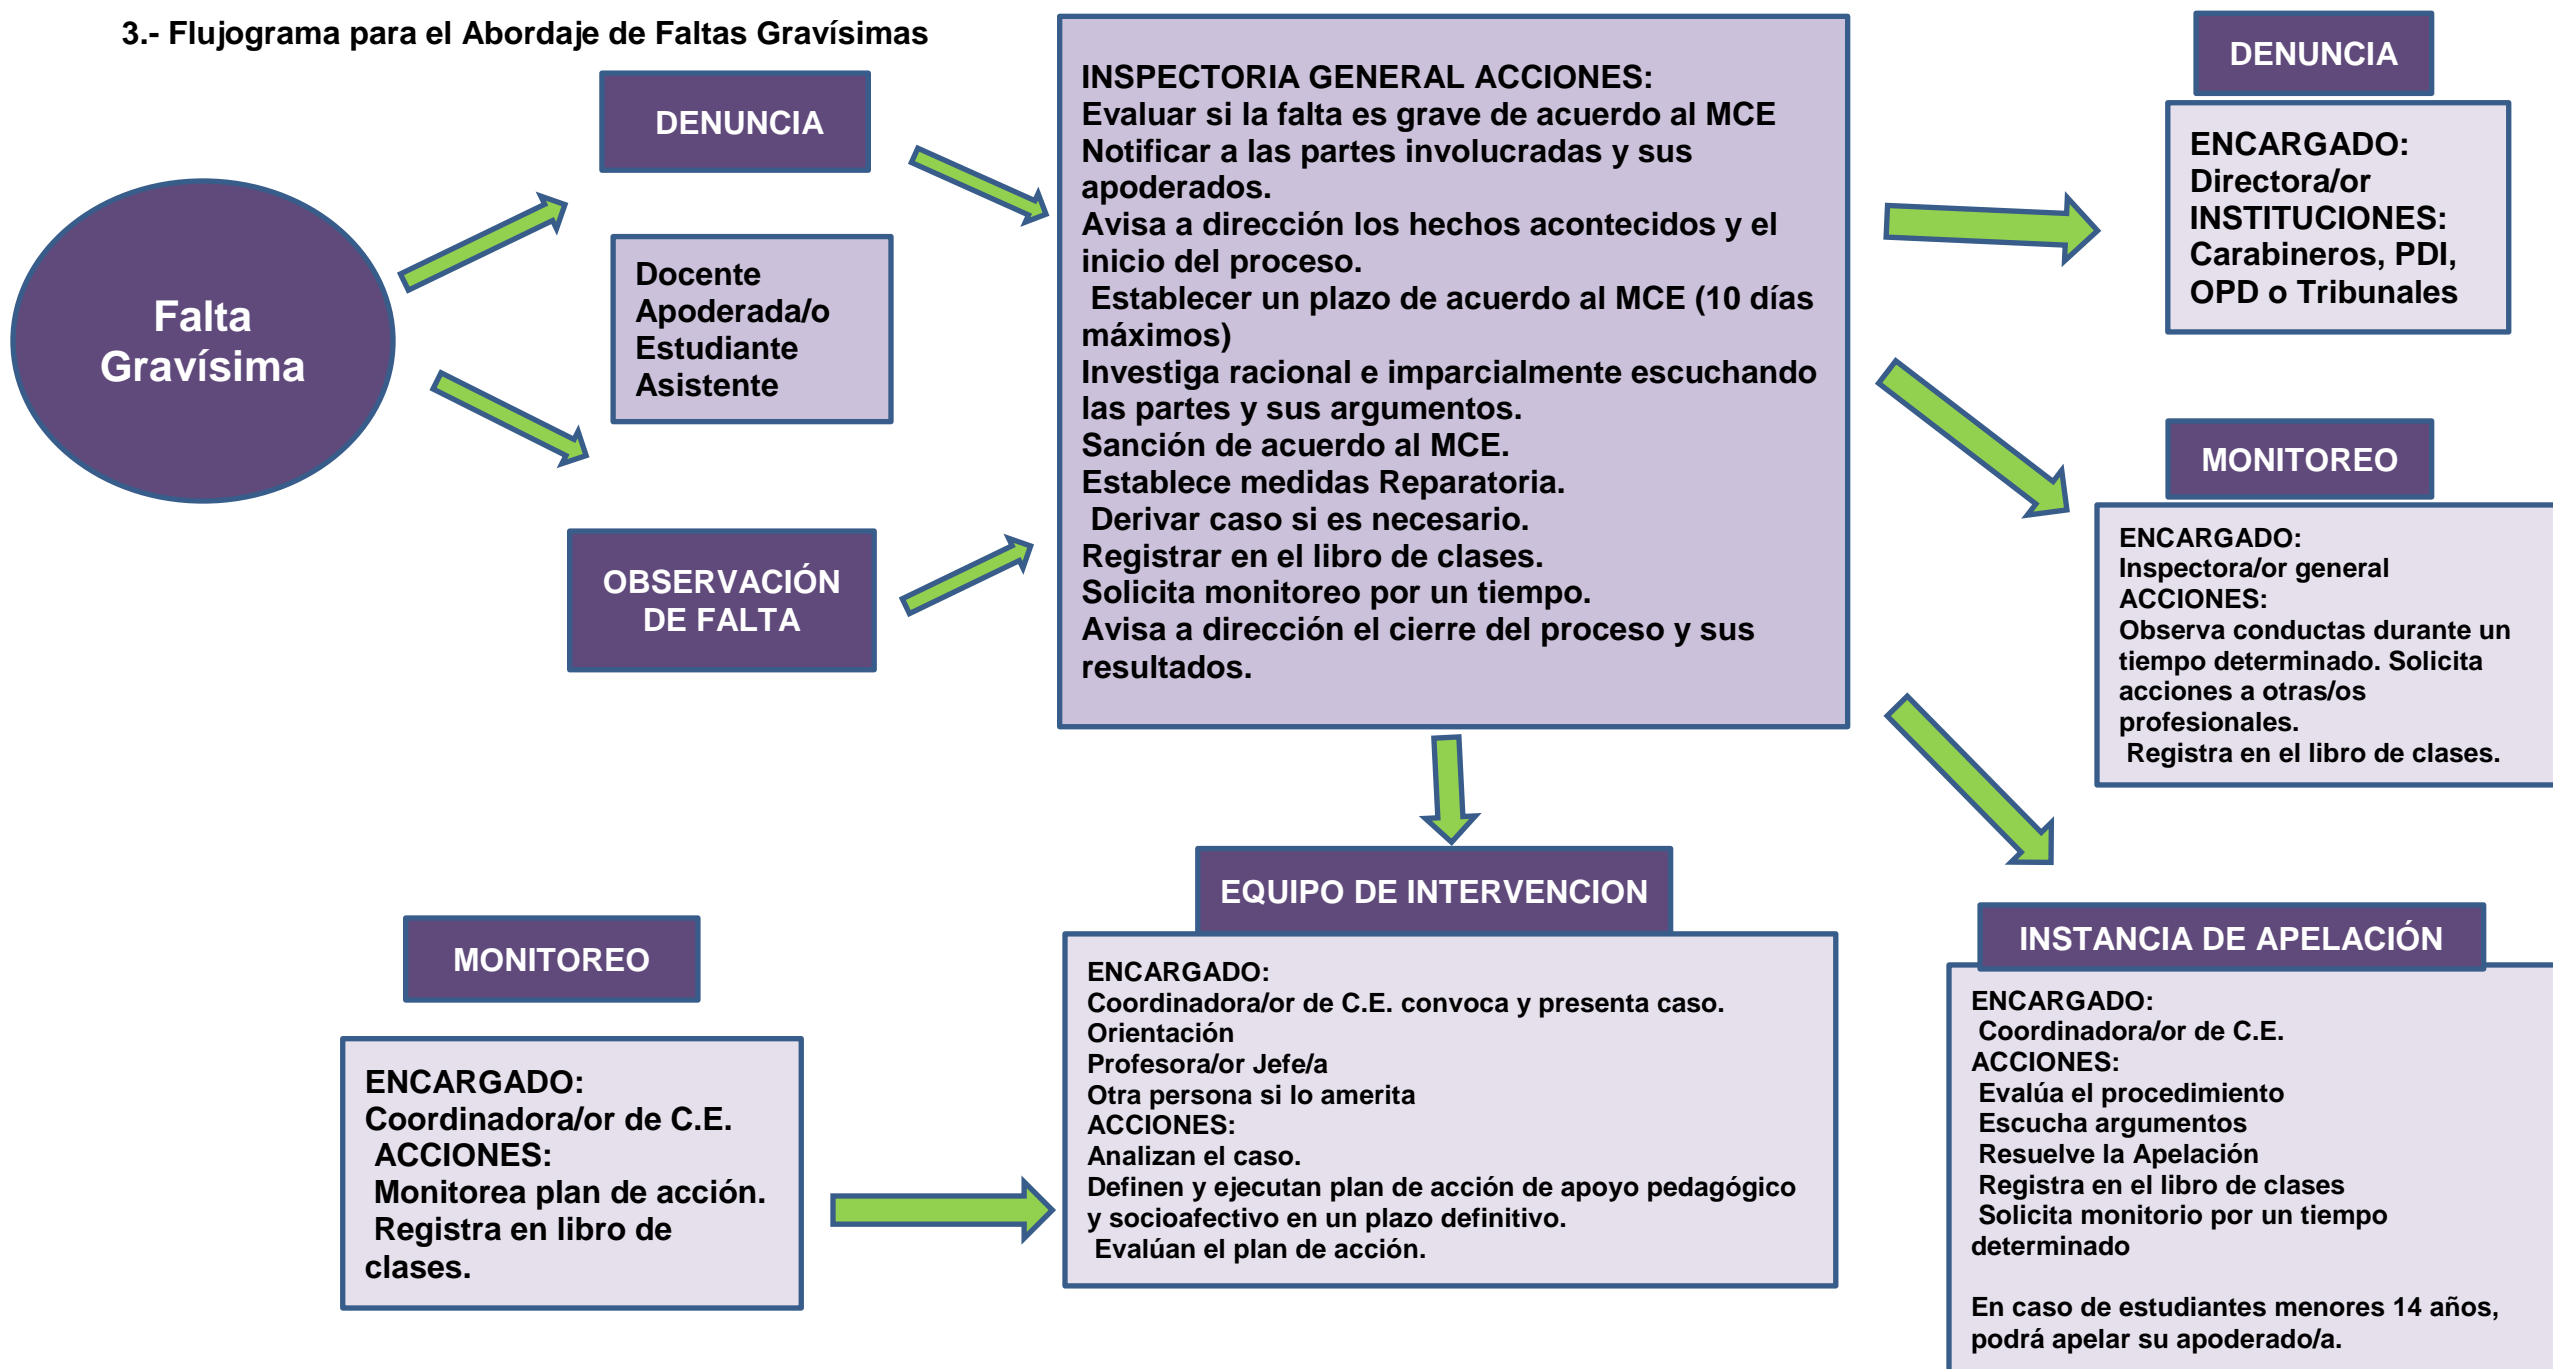 3.- Flujograma para el Abordaje de Faltas Gravísimas
Falta
Gravísima
DENUNCIA
Docente
Apoderada/o
Estudiante
Asistente
OBSERVACIÓN
DE FALTA
INSPECTORIA GENERAL ACCIONES:
Evaluar si la falta es grave de acuerdo al MCE
Notificar a las partes involucradas y sus
apoderados.
Avisa a dirección los hechos acontecidos y el
inicio del proceso.
Establecer un plazo de acuerdo al MCE (10 días
máximos)
Investiga racional e imparcialmente escuchando
las partes y sus argumentos.
Sanción de acuerdo al MCE.
Establece medidas Reparatoria.
Derivar caso si es necesario.
Registrar en el libro de clases.
Solicita monitoreo por un tiempo.
Avisa a dirección el cierre del proceso y sus
resultados.
DENUNCIA
ENCARGADO:
Directora/or
INSTITUCIONES:
Carabineros, PDI,
OPD o Tribunales
MONITOREO
ENCARGADO:
Inspectora/or general
ACCIONES:
Observa conductas durante un
tiempo determinado. Solicita
acciones a otras/os
profesionales.
Registra en el libro de clases.
MONITOREO
ENCARGADO:
Coordinadora/or de C.E.
ACCIONES:
Monitorea plan de acción.
Registra en libro de
clases.
EQUIPO DE INTERVENCION
ENCARGADO:
Coordinadora/or de C.E. convoca y presenta caso.
Orientación
Profesora/or Jefe/a
Otra persona si lo amerita
ACCIONES:
Analizan el caso.
Definen y ejecutan plan de acción de apoyo pedagógico
y socioafectivo en un plazo definitivo.
Evalúan el plan de acción.
INSTANCIA DE APELACIÓN
ENCARGADO:
Coordinadora/or de C.E.
ACCIONES:
Evalúa el procedimiento
Escucha argumentos
Resuelve la Apelación
Registra en el libro de clases
Solicita monitorio por un tiempo
determinado
En caso de estudiantes menores 14 años,
podrá apelar su apoderado/a.